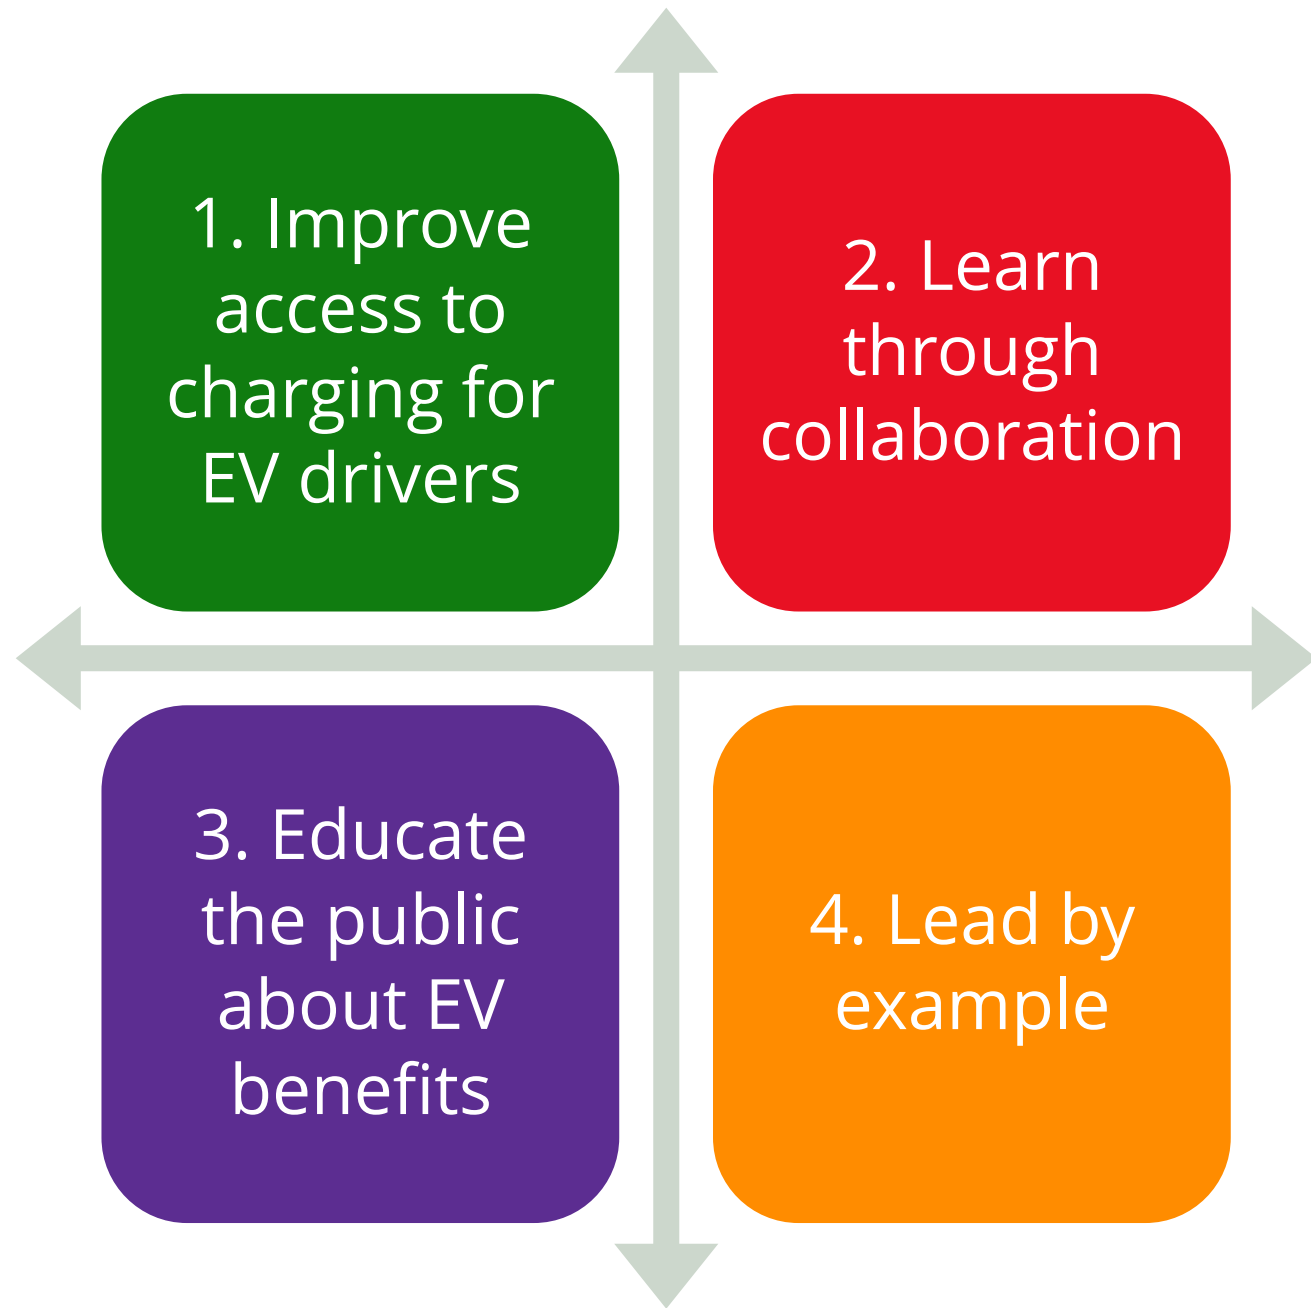 1. Improve
access to
charging for
EV drivers
2. Learn
through
collaboration
3. Educate
the public
about EV
benefits
4. Lead by
example